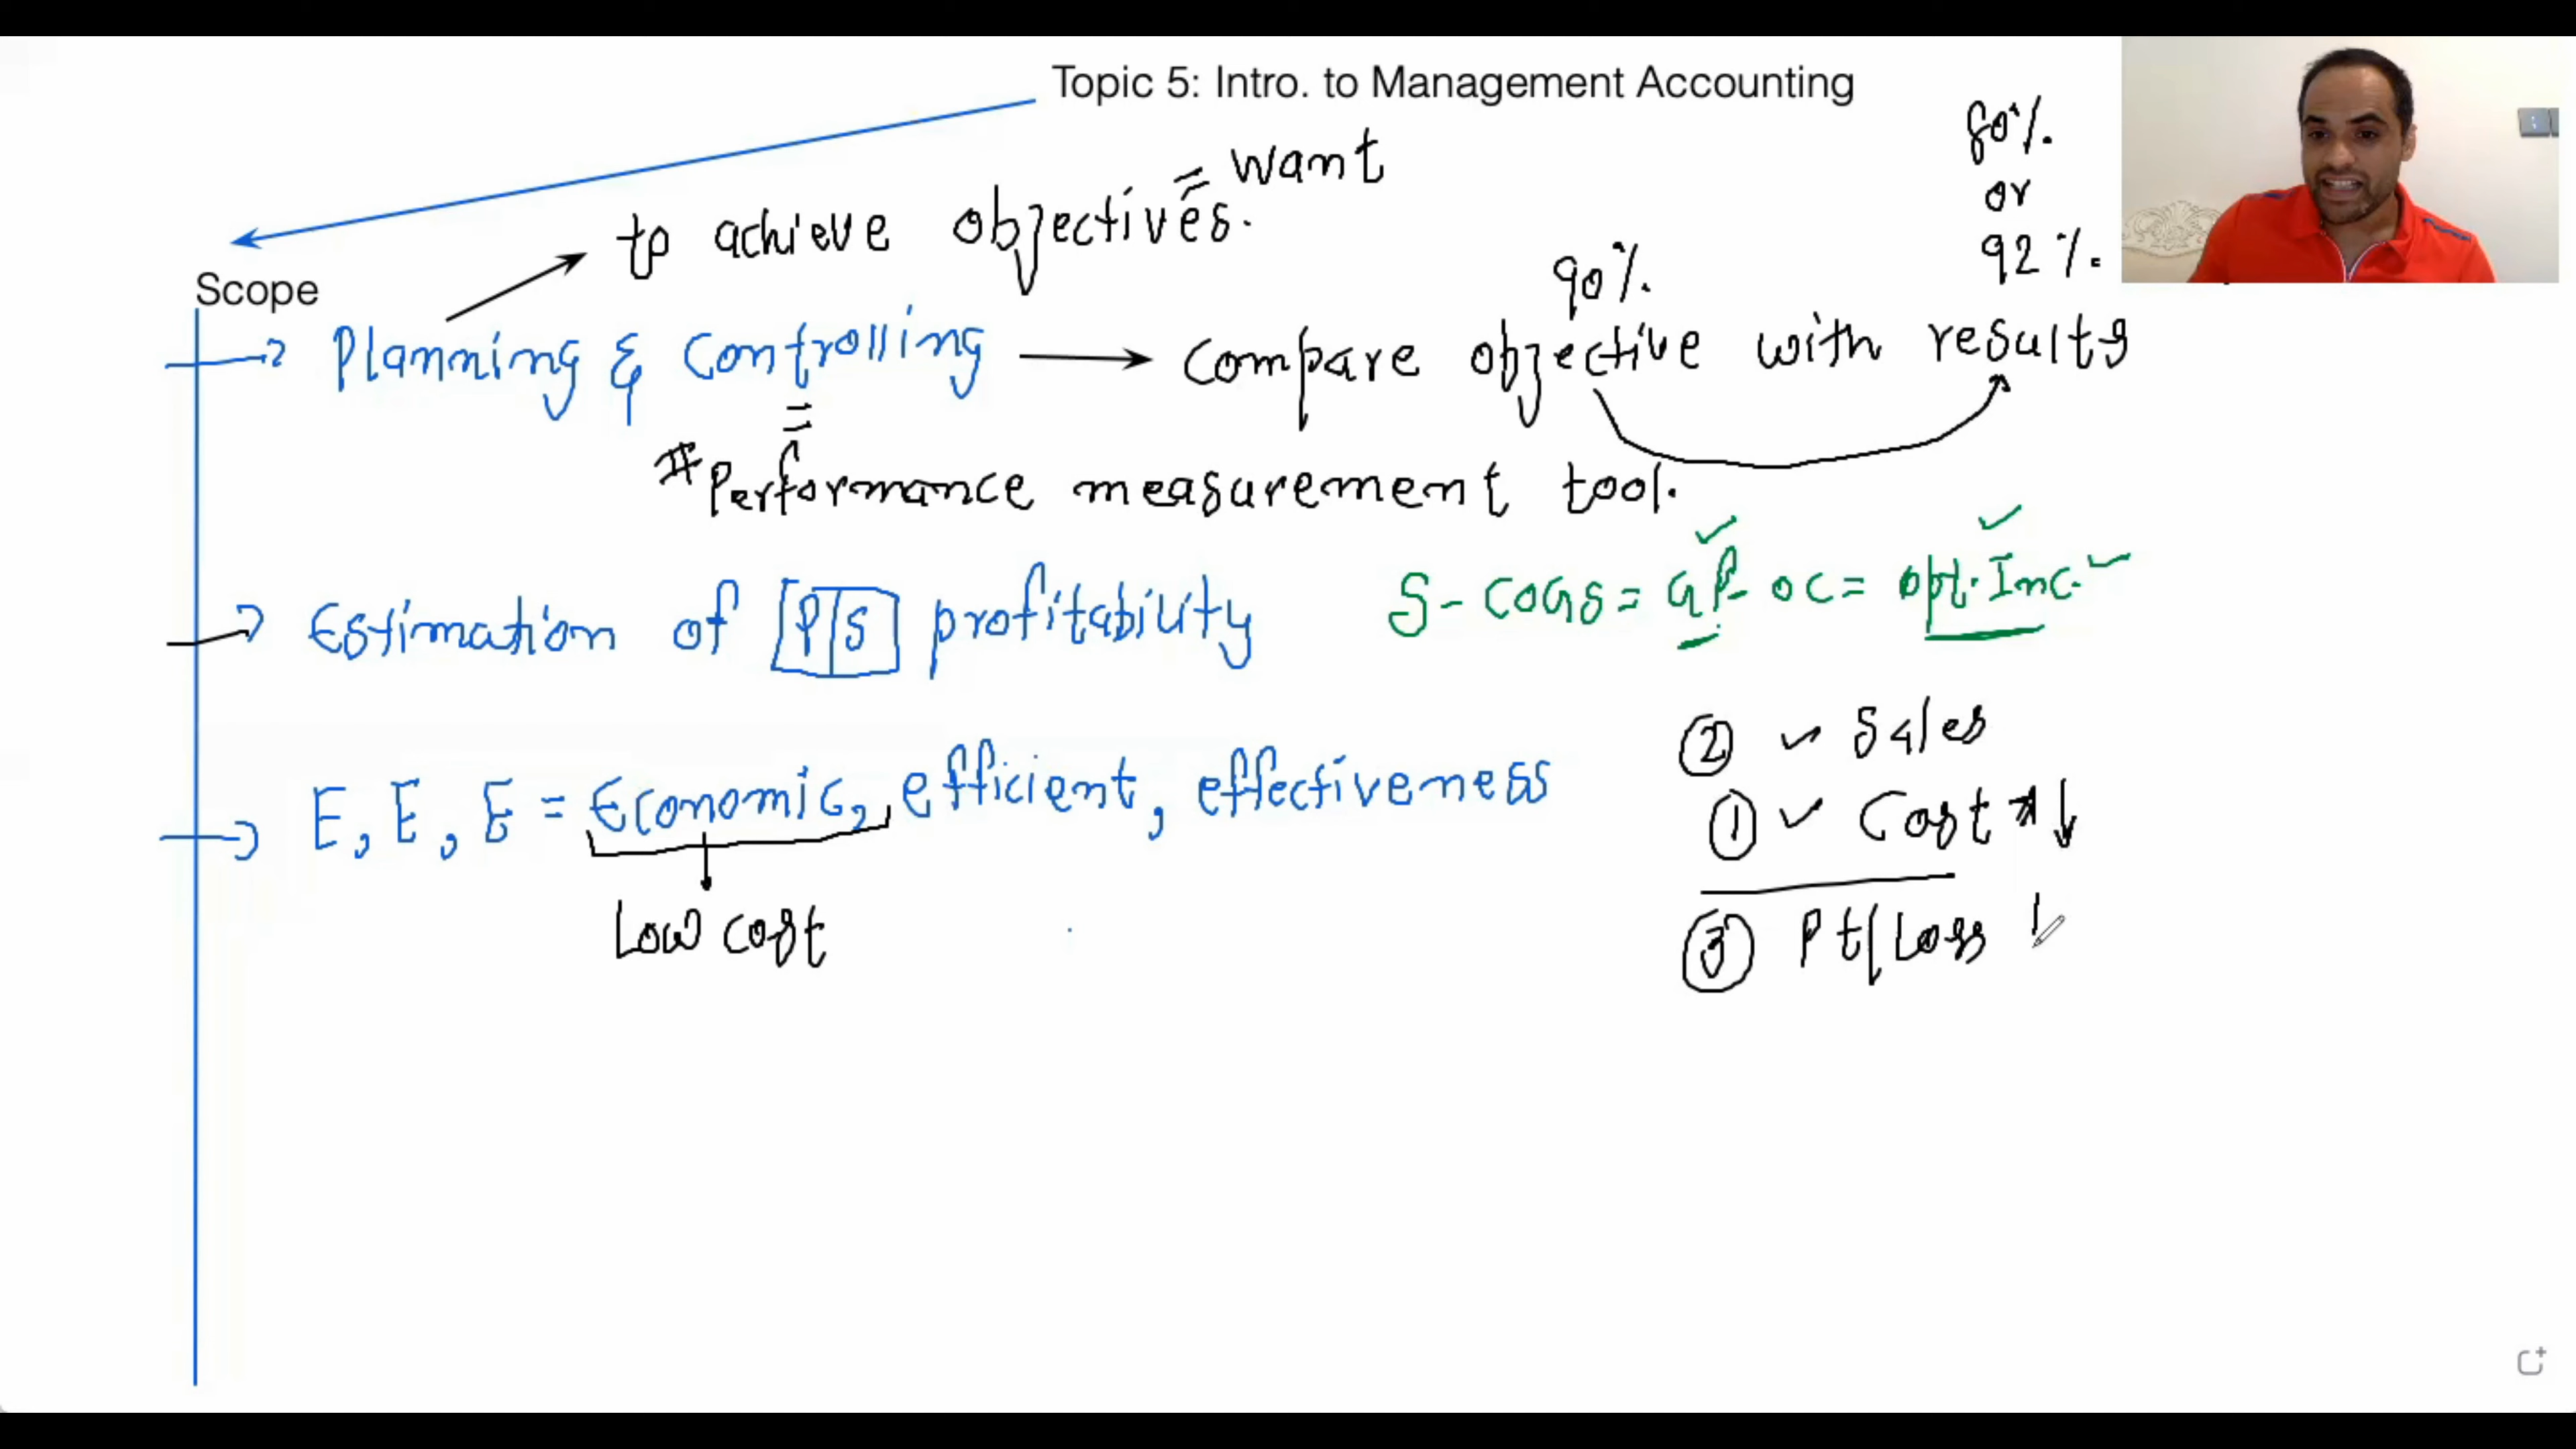 Topic 5: Intro. to Management Accounting
= want
to achieve objectives.
80%.
or
92%.
90%.
Scope
Planning & Controlling → Compare objective with results
=
# Performance measurement tool.
S - COGS = GP - OC = opt. Inc.
Estimation of [P|S] profitability
② ✓ Sales
E, E, E = Economic, efficient, effectiveness
① ✓ Cost ↓
Low cost
③ Pt/Loss